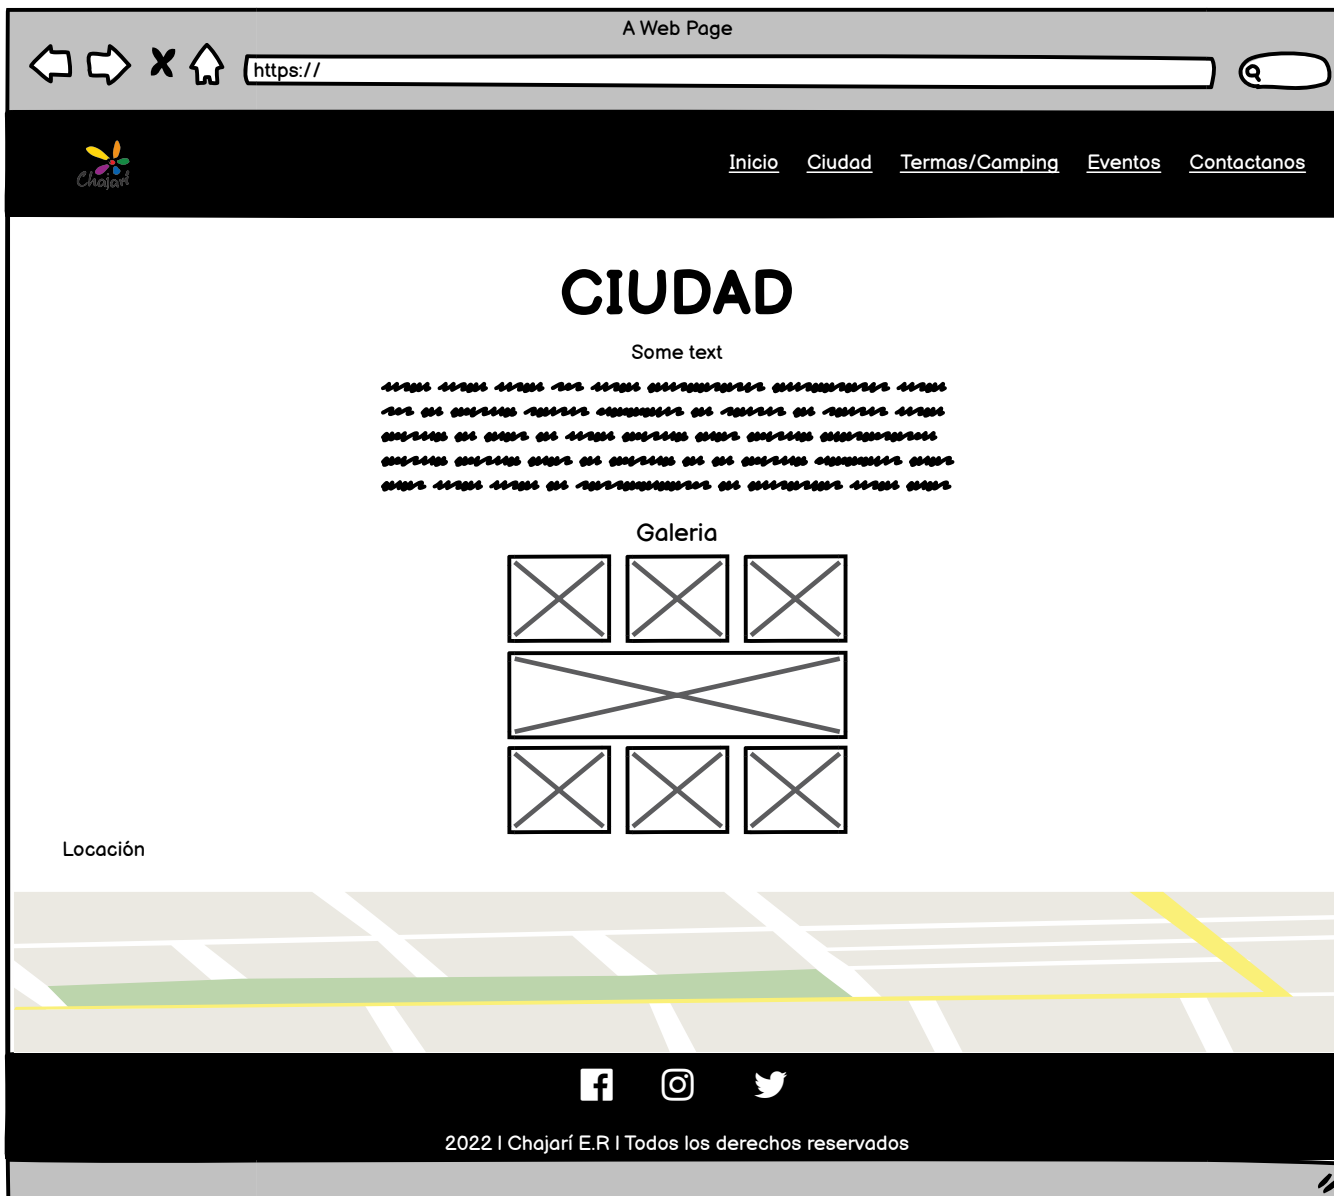 A Web Page
https://
Chajarí
Inicio Ciudad Termas/Camping Eventos Contactanos
CIUDAD
Some text
Galeria
Locación
2022 | Chajarí E.R | Todos los derechos reservados